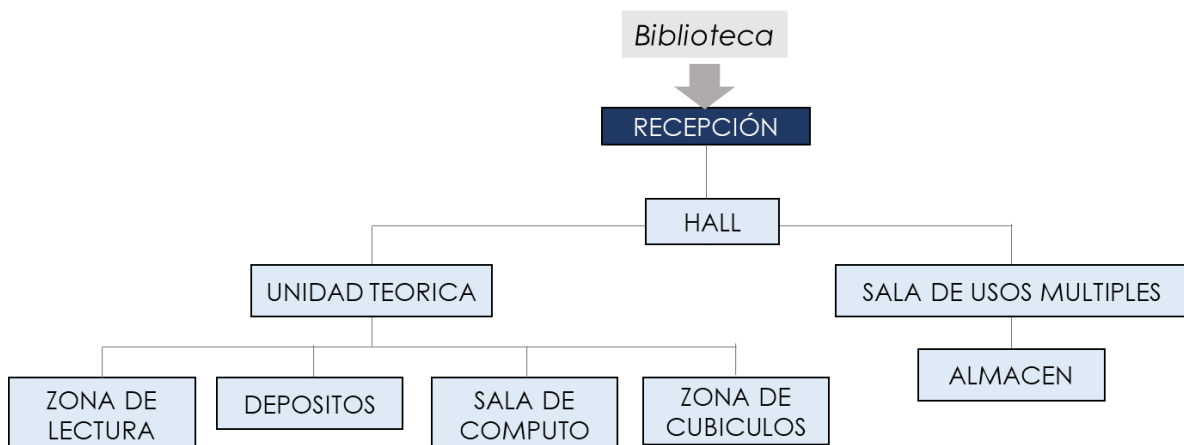 Biblioteca
RECEPCIÓN
HALL
UNIDAD TEORICA
SALA DE USOS MULTIPLES
ZONA DE
LECTURA
DEPOSITOS
SALA DE
COMPUTO
ZONA DE
CUBICULOS
ALMACEN